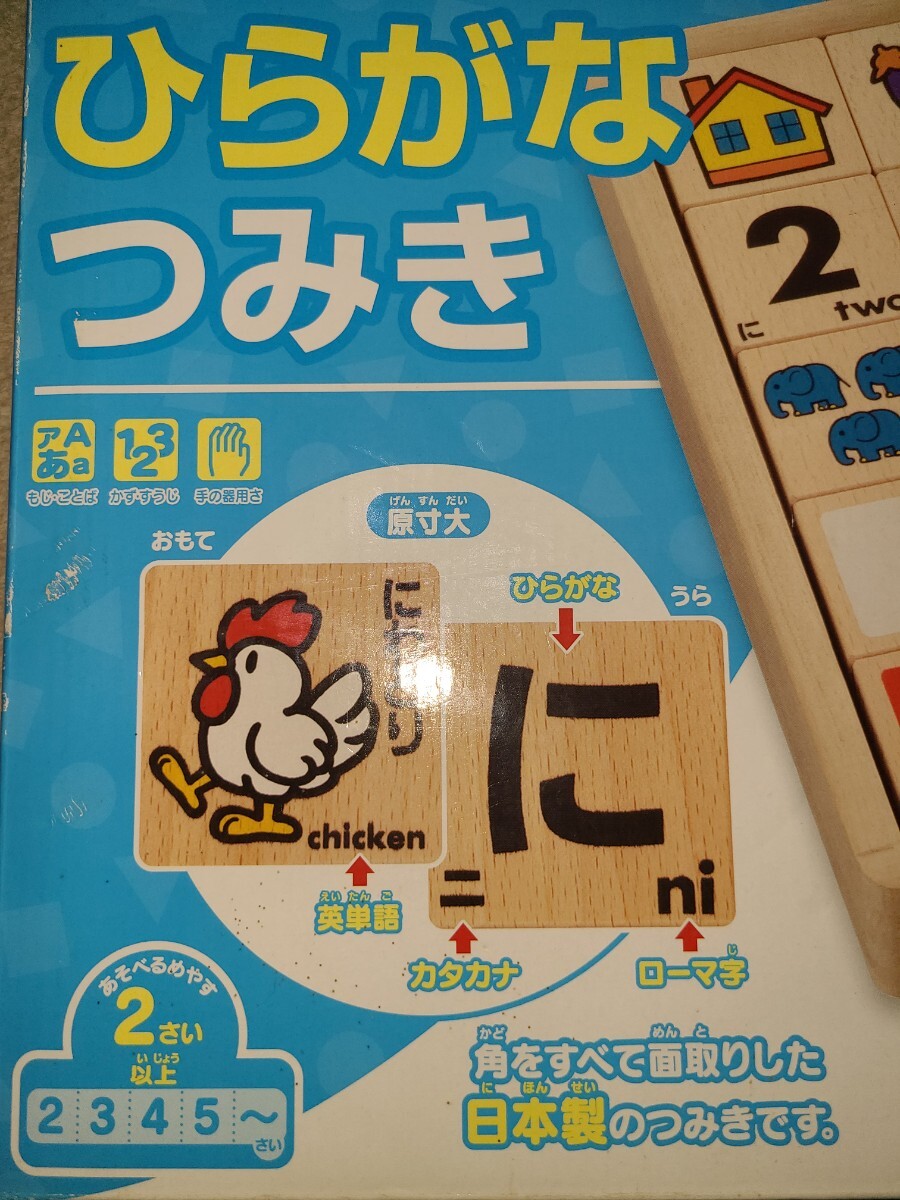 ひらがな
つみき
に
2
two
アA
あa
もじ・ことば
123
かず・すうじ
手の器用さ
げん すん だい
原寸大
おもて
うら
ひらがな
にわとり
chicken
に
ニ
ni
えい たん ご
英単語
カタカナ
じ
ローマ字
あそべるめやす
2さい
い じょう
以上
2 3 4 5 〜
さい
かど めん と
角をすべて面取りした
に ほん せい
日本製のつみきです。